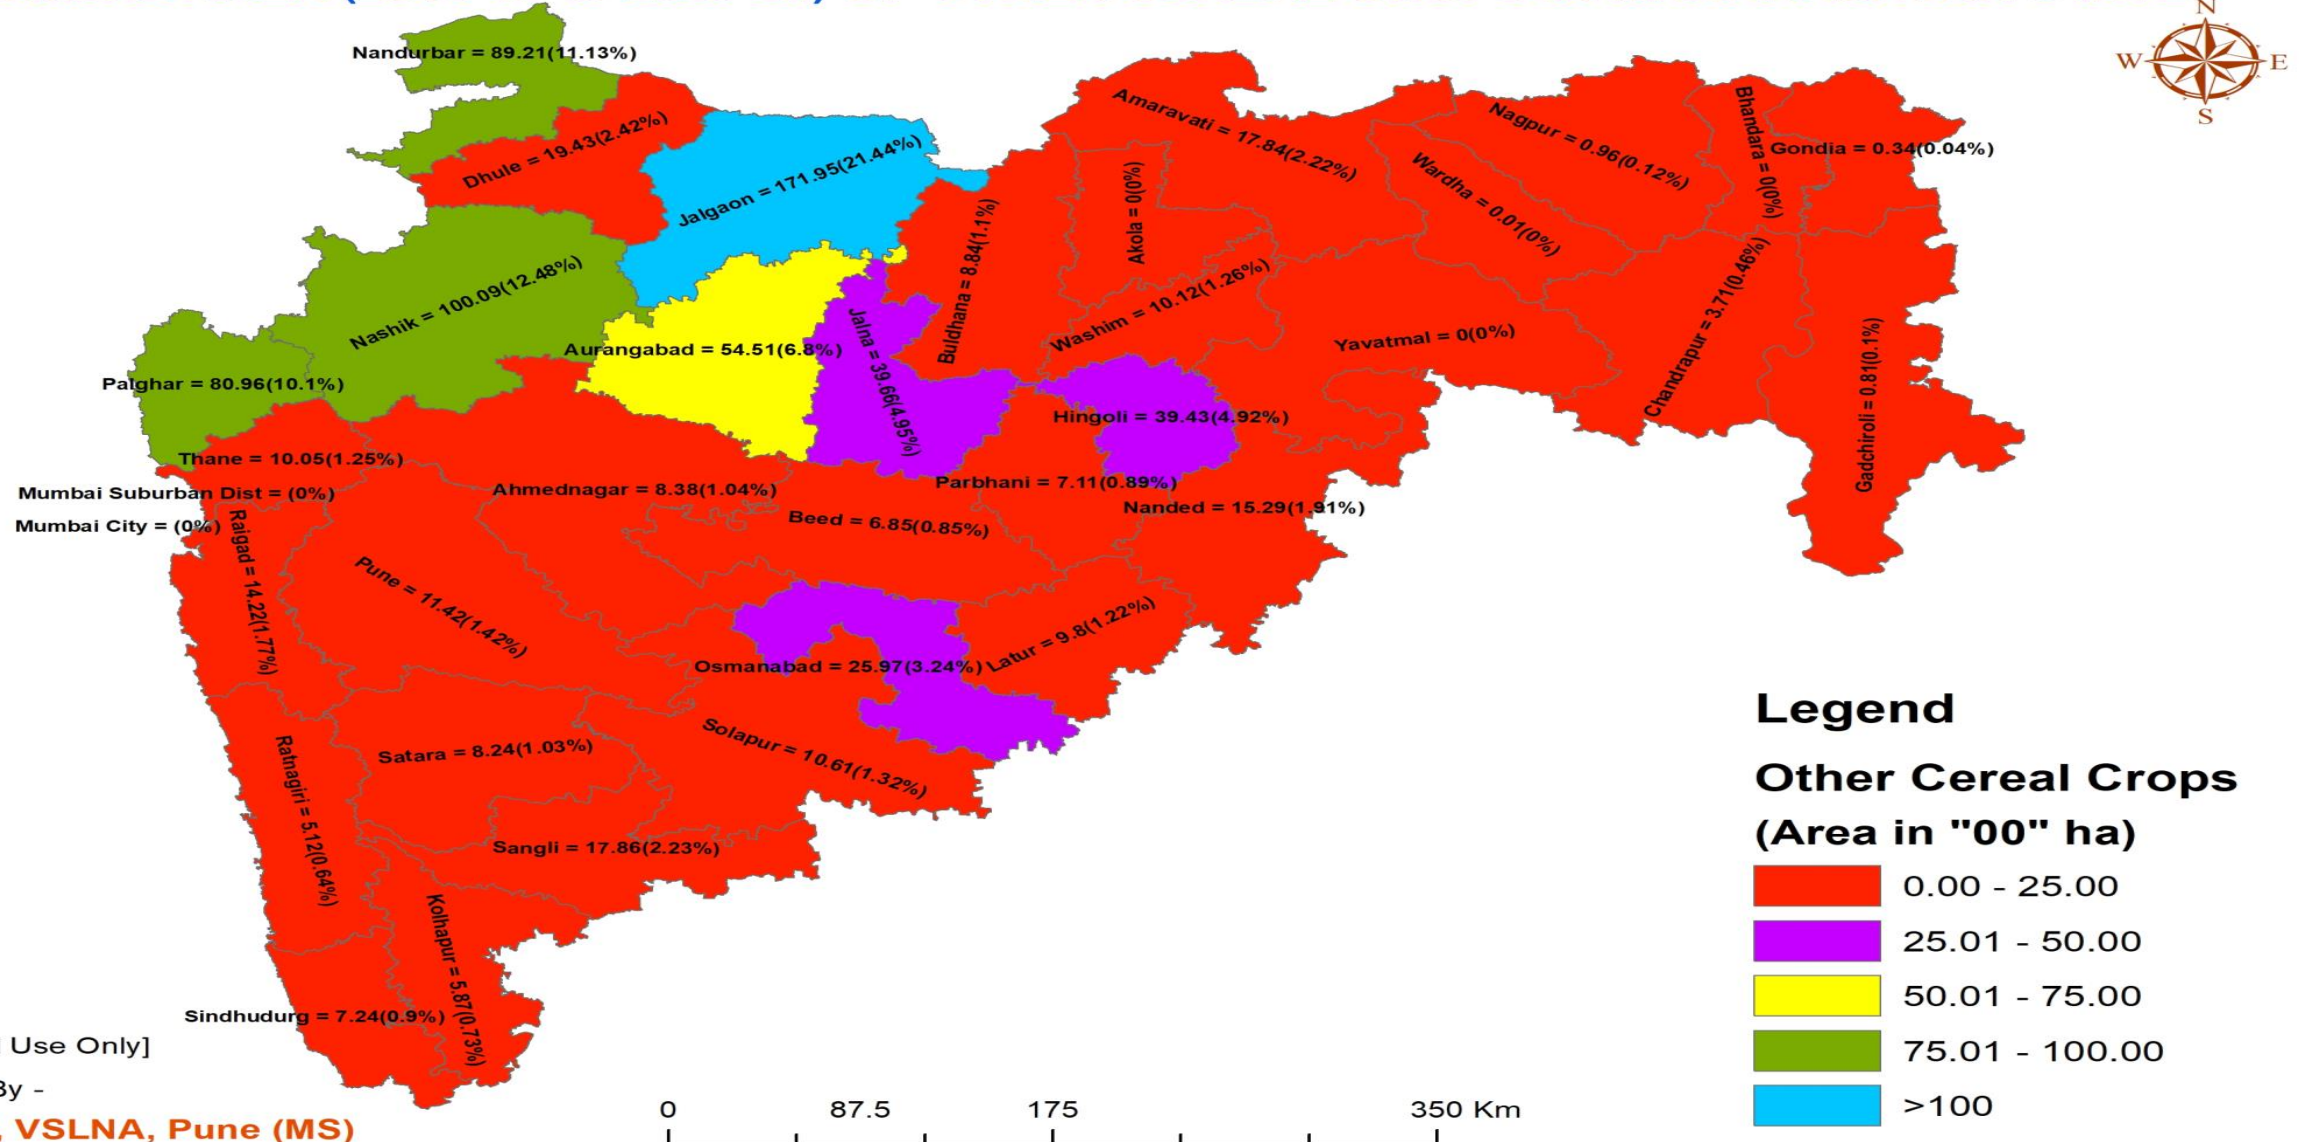 N
W
E
S
Nandurbar = 89.21(11.13%)
Dhule = 19.43(2.42%)
Jalgaon = 171.95(21.44%)
Amaravati = 17.84(2.22%)
Nagpur = 0.96(0.12%)
Bhandara = 0(0%)
Gondia = 0.34(0.04%)
Wardha = 0.01(0%)
Akola = 0(0%)
Buldhana = 8.84(1.1%)
Washim = 10.12(1.26%)
Yavatmal = 0(0%)
Chandrapur = 3.71(0.46%)
Gadchiroli = 0.81(0.1%)
Nashik = 100.09(12.48%)
Aurangabad = 54.51(6.8%)
Jalna = 39.66(4.95%)
Palghar = 80.96(10.1%)
Hingoli = 39.43(4.92%)
Thane = 10.05(1.25%)
Mumbai Suburban Dist = (0%)
Mumbai City = (0%)
Ahmednagar = 8.38(1.04%)
Parbhani = 7.11(0.89%)
Nanded = 15.29(1.91%)
Beed = 6.85(0.85%)
Raigad = 14.22(1.77%)
Pune = 11.42(1.42%)
Osmanabad = 25.97(3.24%)
Latur = 9.8(1.22%)
Satara = 8.24(1.03%)
Solapur = 10.61(1.32%)
Ratnagiri = 5.12(0.64%)
Sangli = 17.86(2.23%)
Kolhapur = 5.87(0.73%)
Sindhudurg = 7.24(0.9%)
Legend
Other Cereal Crops
(Area in "00" ha)
0.00 - 25.00
25.01 - 50.00
50.01 - 75.00
75.01 - 100.00
>100
Use Only]
By -
, VSLNA, Pune (MS)
0 87.5 175 350 Km